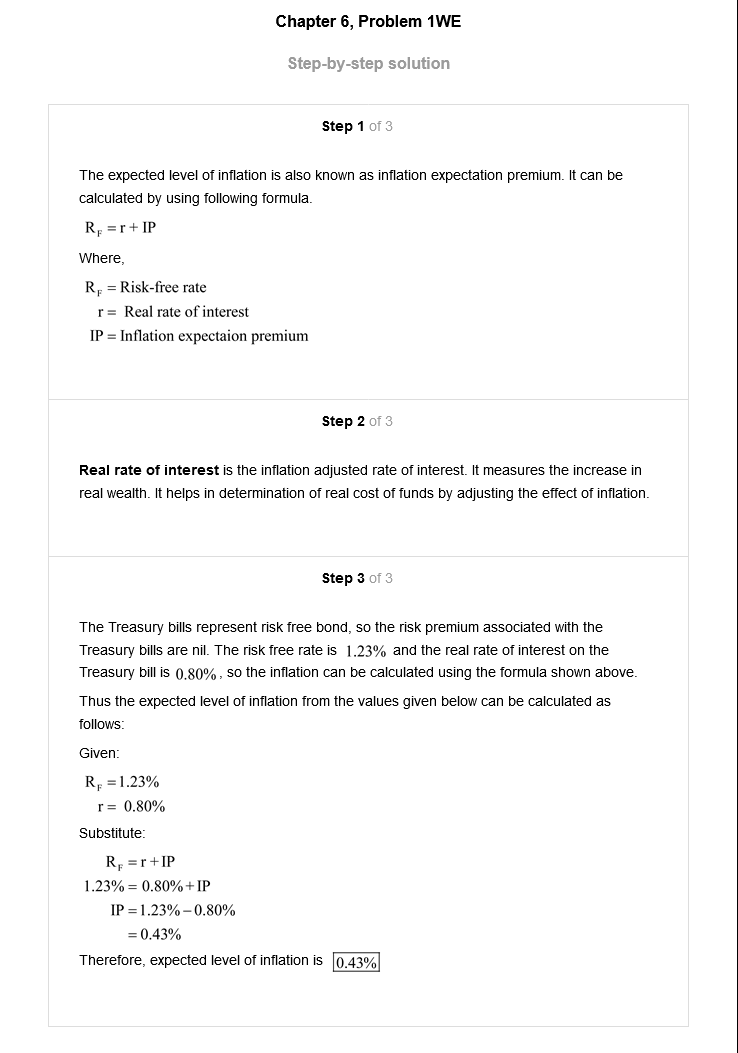 Chapter 6, Problem 1WE
Step-by-step solution
Step 1 of 3
The expected level of inflation is also known as inflation expectation premium. It can be
calculated by using following formula.
R_F = r + IP
Where,
R_F = Risk-free rate
r = Real rate of interest
IP = Inflation expectaion premium
Step 2 of 3
Real rate of interest is the inflation adjusted rate of interest. It measures the increase in
real wealth. It helps in determination of real cost of funds by adjusting the effect of inflation.
Step 3 of 3
The Treasury bills represent risk free bond, so the risk premium associated with the
Treasury bills are nil. The risk free rate is 1.23% and the real rate of interest on the
Treasury bill is 0.80%, so the inflation can be calculated using the formula shown above.
Thus the expected level of inflation from the values given below can be calculated as
follows:
Given:
R_F = 1.23%
r = 0.80%
Substitute:
R_F = r + IP
1.23% = 0.80% + IP
IP = 1.23% − 0.80%
= 0.43%
Therefore, expected level of inflation is 0.43%